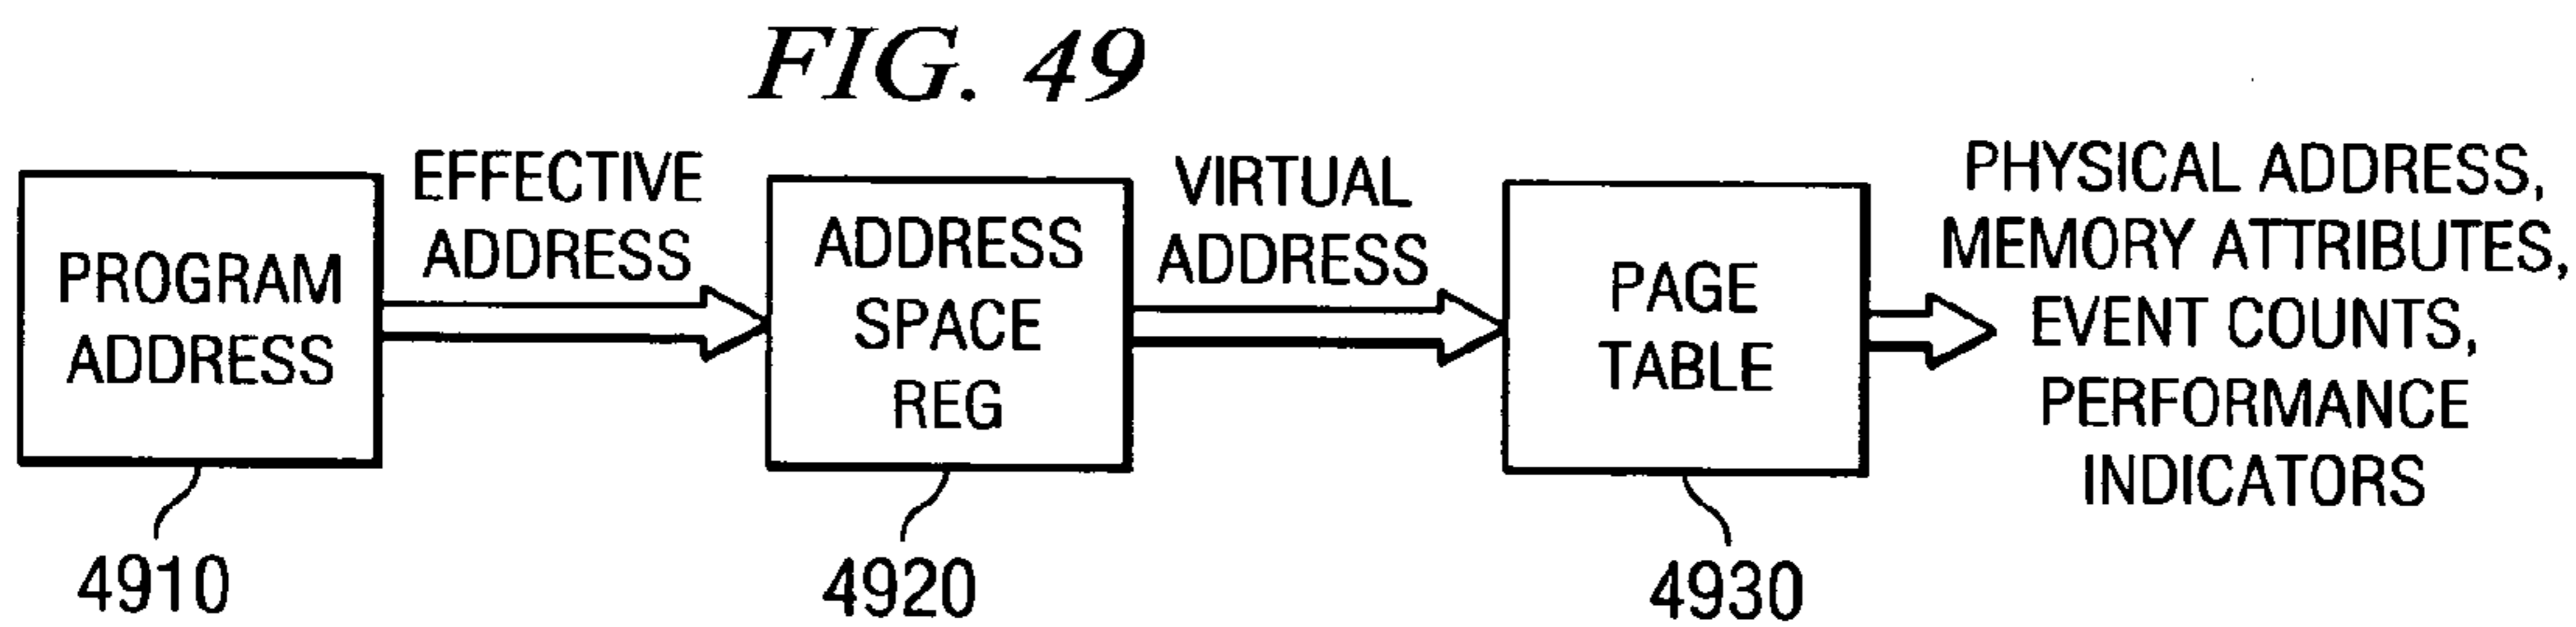 FIG. 49
PROGRAM
ADDRESS
EFFECTIVE
ADDRESS
ADDRESS
SPACE
REG
VIRTUAL
ADDRESS
PAGE
TABLE
PHYSICAL ADDRESS,
MEMORY ATTRIBUTES,
EVENT COUNTS,
PERFORMANCE
INDICATORS
4910
4920
4930